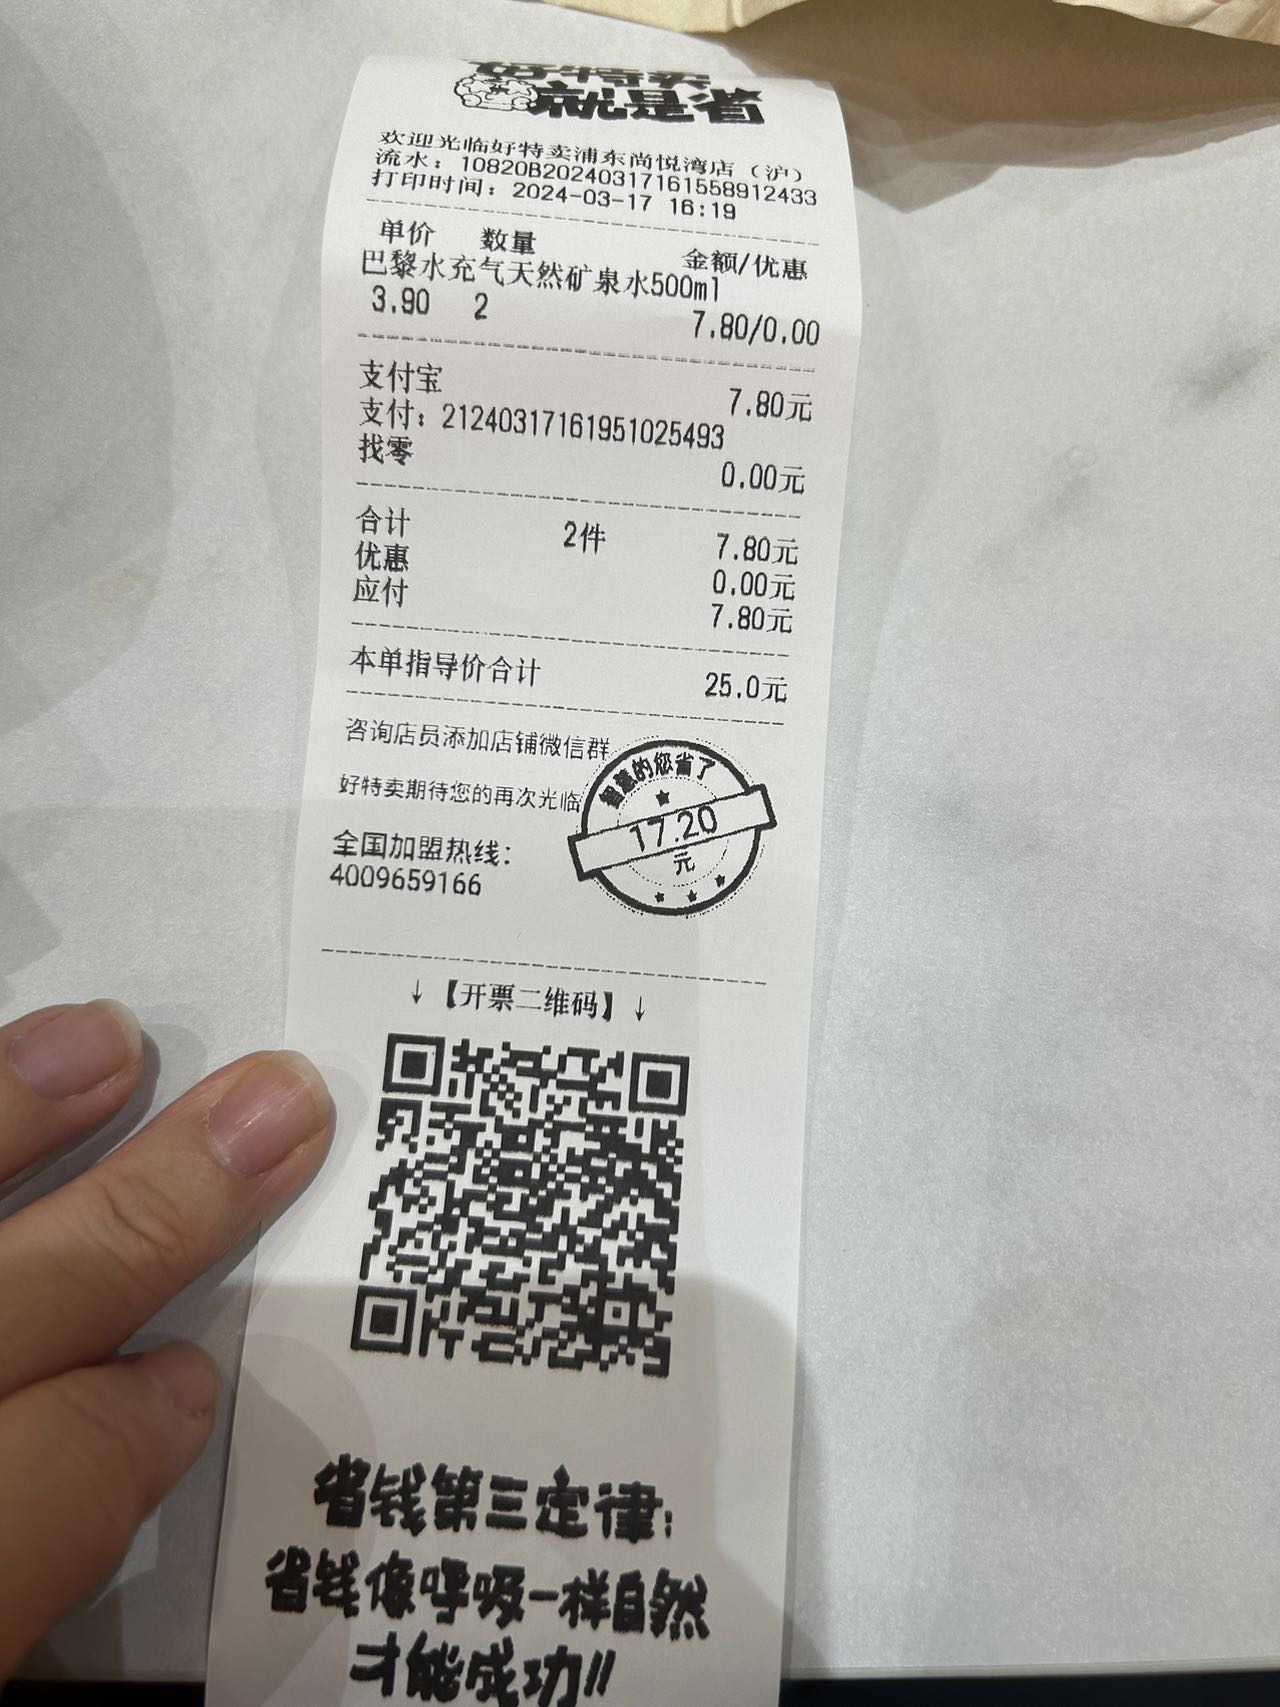 好特卖
就是省
欢迎光临好特卖浦东尚悦湾店（沪）
流水：10820B20240317161558912433
打印时间：2024-03-17 16:19
单价 数量 金额/优惠
巴黎水充气天然矿泉水500ml
3.90 2 7.80/0.00
支付宝 7.80元
支付：21240317161951025493
找零 0.00元
合计 2件 7.80元
优惠 0.00元
应付 7.80元
本单指导价合计 25.0元
咨询店员添加店铺微信群
好特卖期待您的再次光临
智慧的您省了
17.20
元
全国加盟热线：
4009659166
↓【开票二维码】↓
省钱第三定律：
省钱像呼吸一样自然
才能成功!!